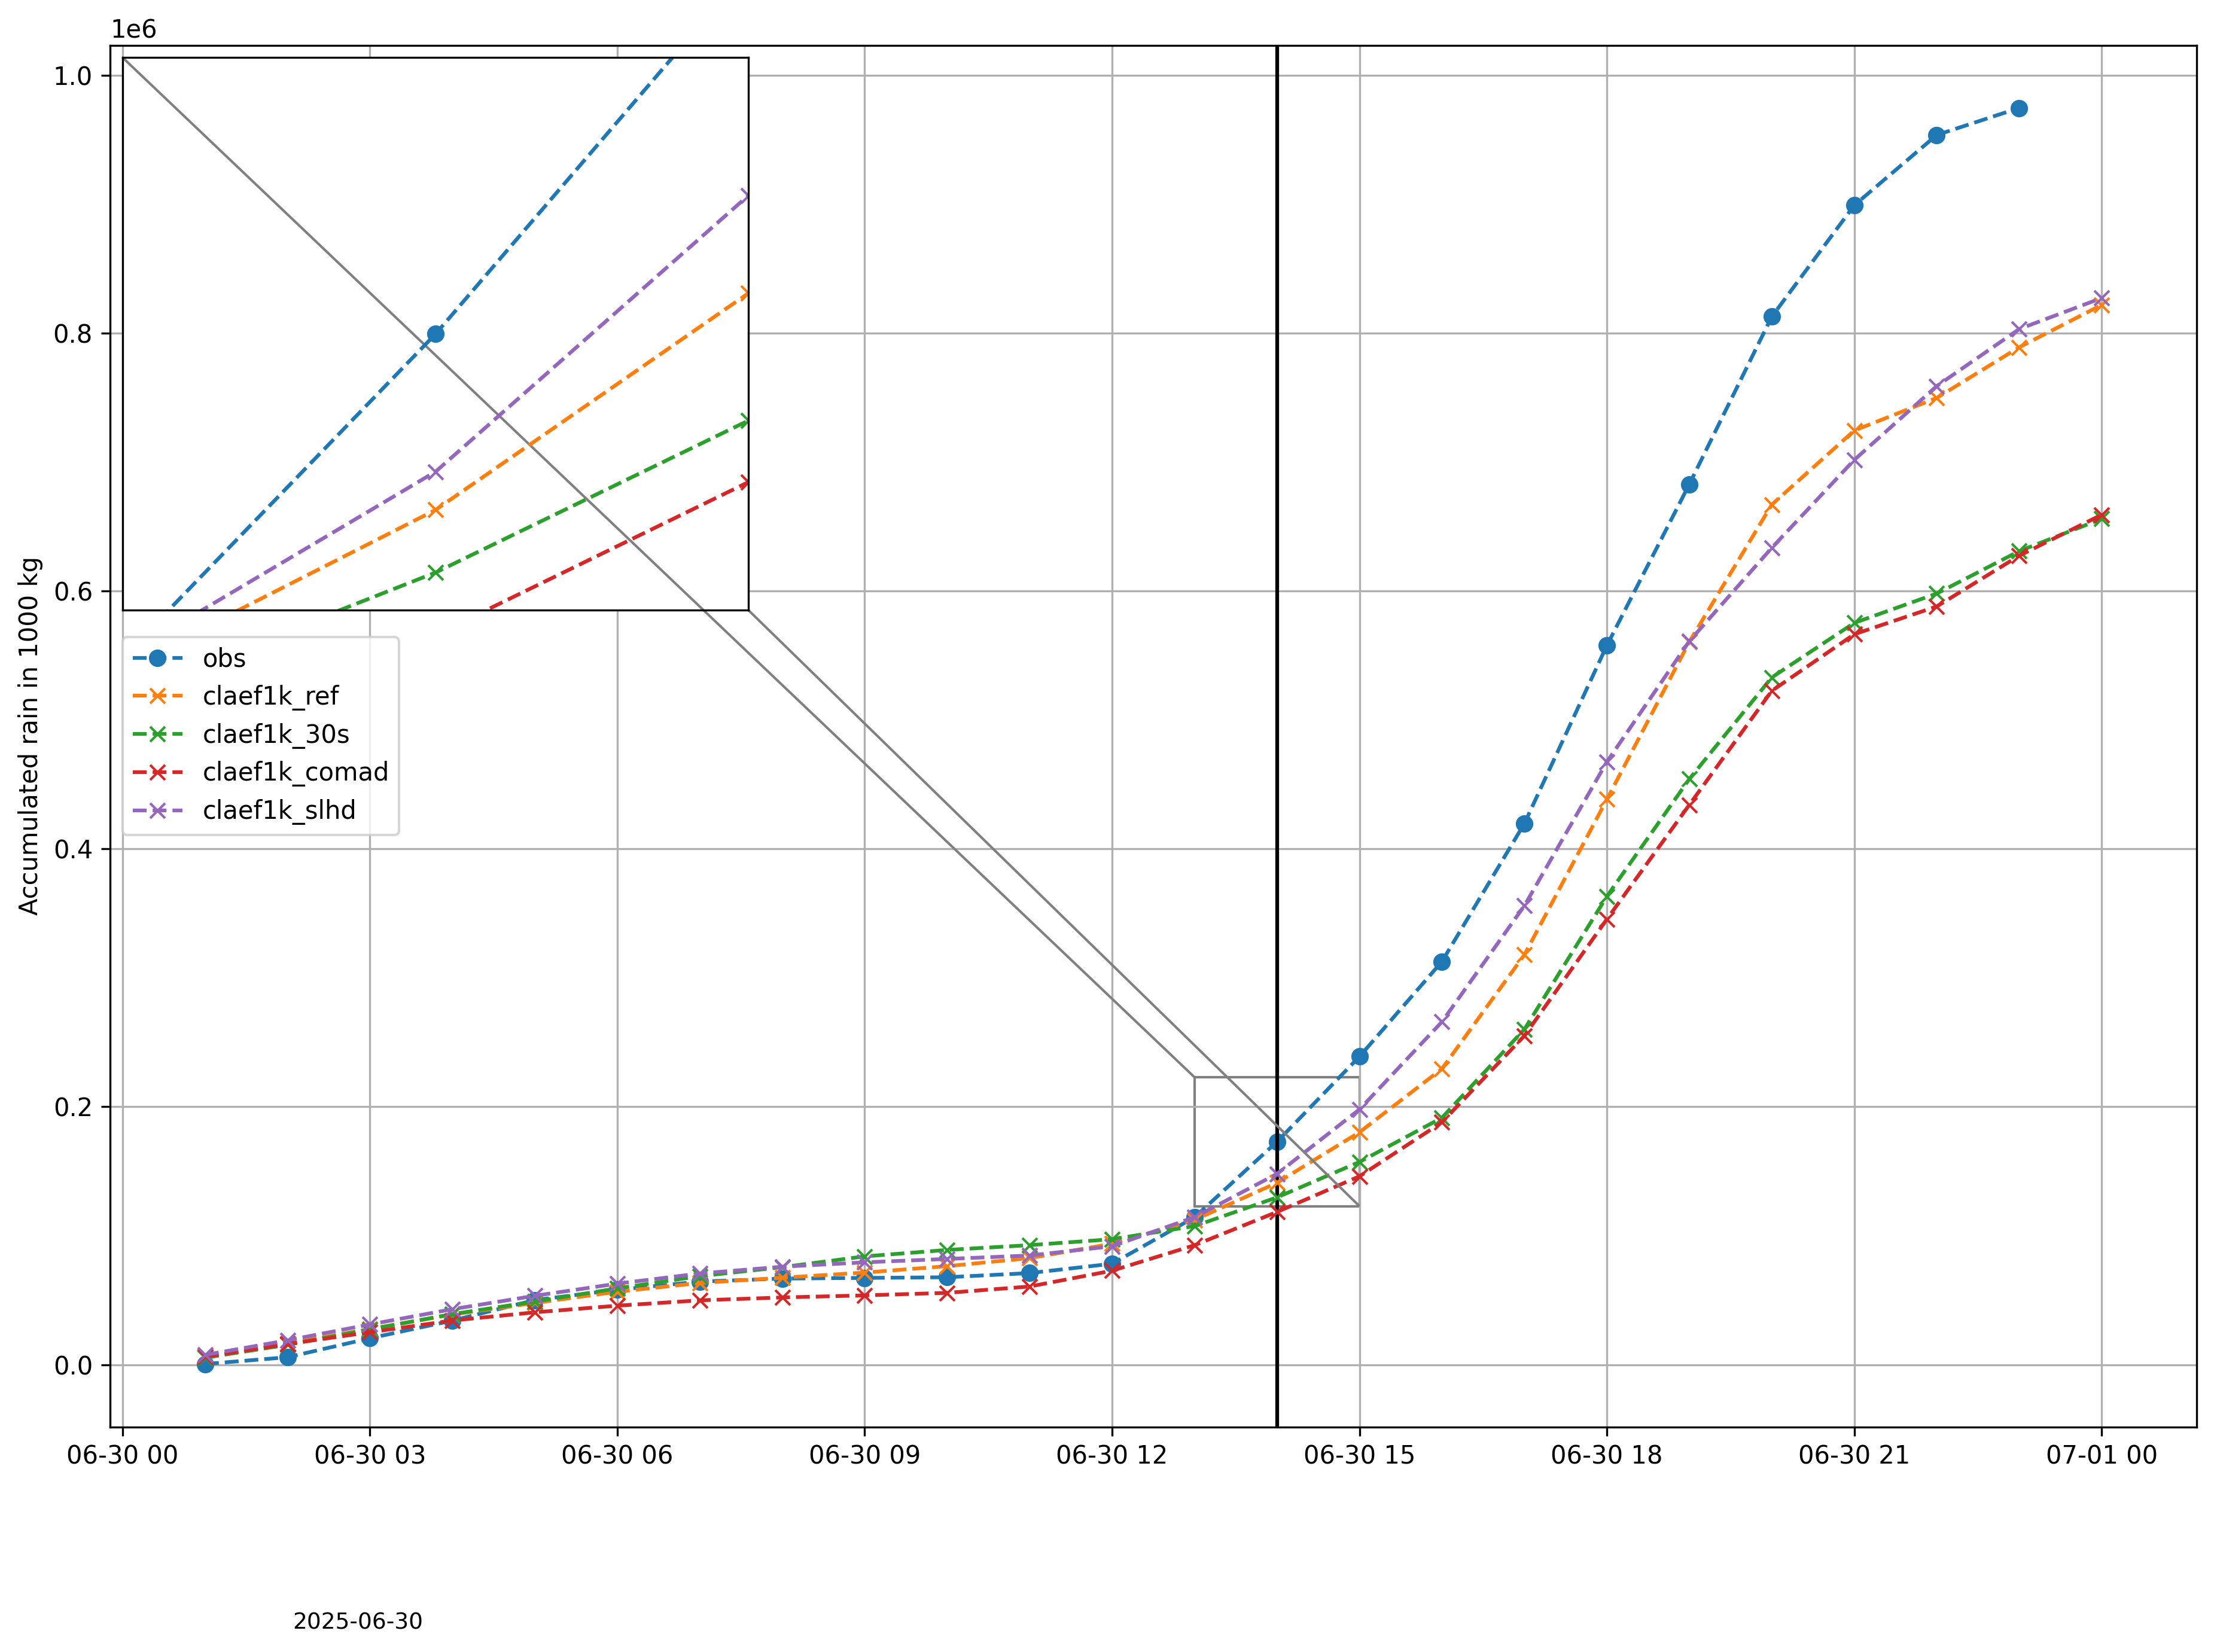 1e6
1.0
0.8
0.6
0.4
0.2
0.0
Accumulated rain in 1000 kg
obs
claef1k_ref
claef1k_30s
claef1k_comad
claef1k_slhd
06-30 00 06-30 03 06-30 06 06-30 09 06-30 12 06-30 15 06-30 18 06-30 21 07-01 00
2025-06-30